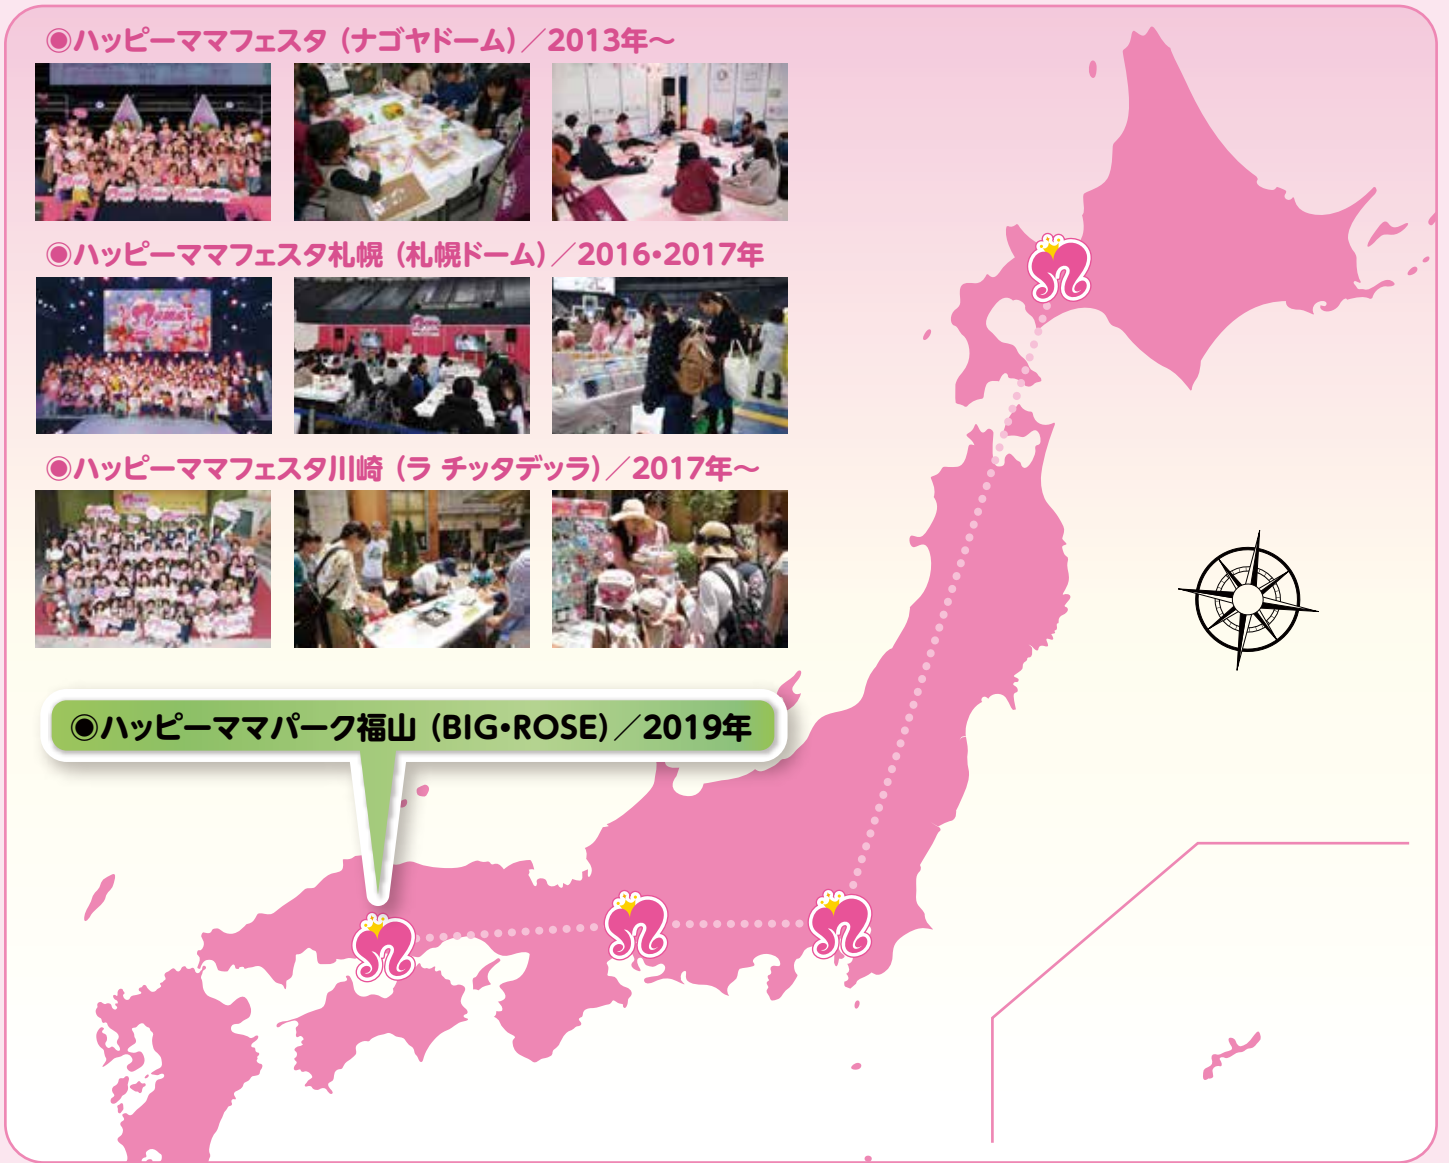 ◉ハッピーママフェスタ（ナゴヤドーム）／2013年～
◉ハッピーママフェスタ札幌（札幌ドーム）／2016・2017年
◉ハッピーママフェスタ川崎（ラ チッタデッラ）／2017年～
◉ハッピーママパーク福山（BIG・ROSE）／2019年